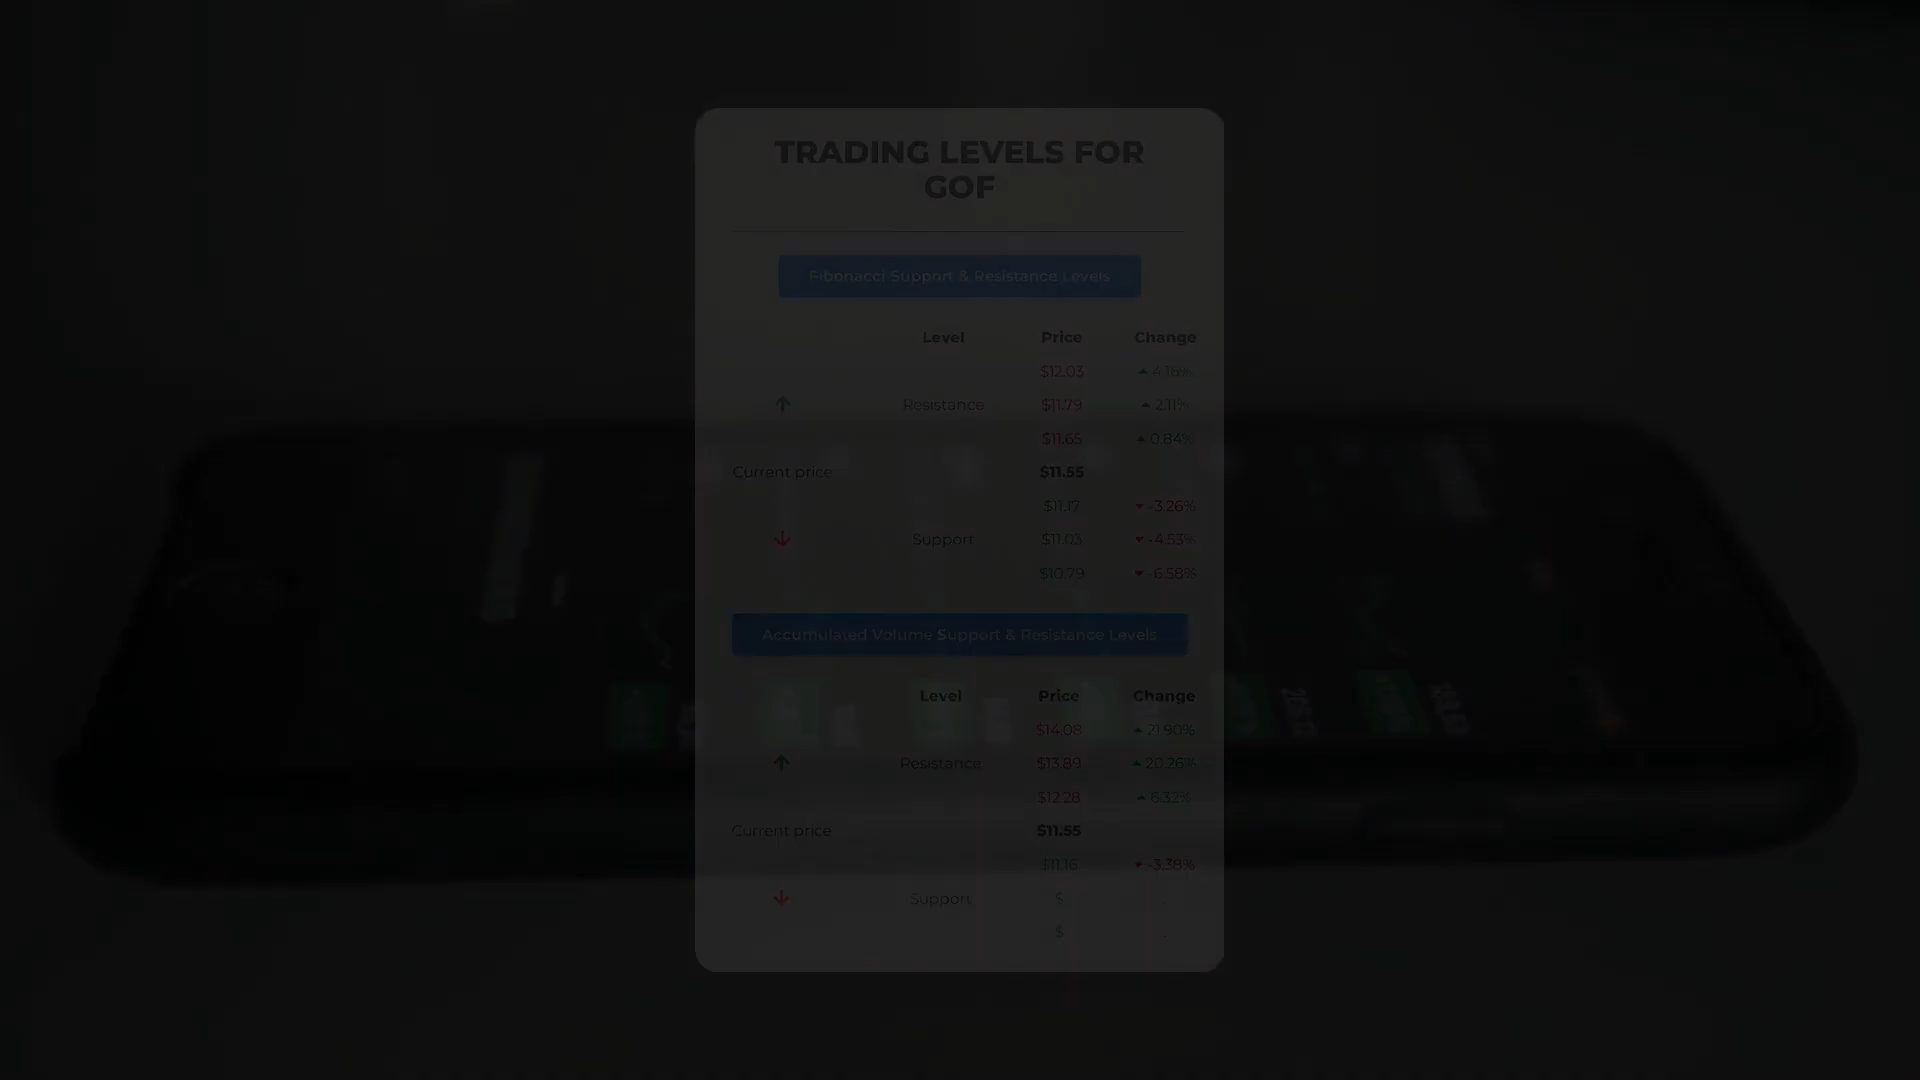 TRADING LEVELS FOR
GOF
Fibonacci Support & Resistance Levels
Level Price Change
$12.03 4.16%
Resistance $11.79 2.11%
$11.65 0.84%
Current price $11.55
$11.17 -3.26%
Support $11.03 -4.53%
$10.79 -6.58%
Accumulated Volume Support & Resistance Levels
Level Price Change
$14.08 21.90%
Resistance $13.89 20.26%
$12.28 6.32%
Current price $11.55
$11.16 -3.38%
Support $
$